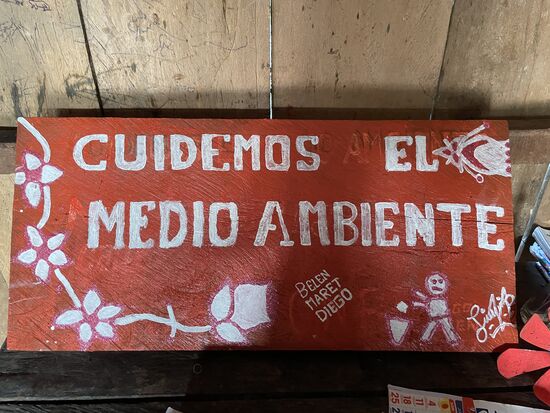 CUIDEMOS EL
MEDIO AMBIENTE
BELEN
MARET
DIEGO